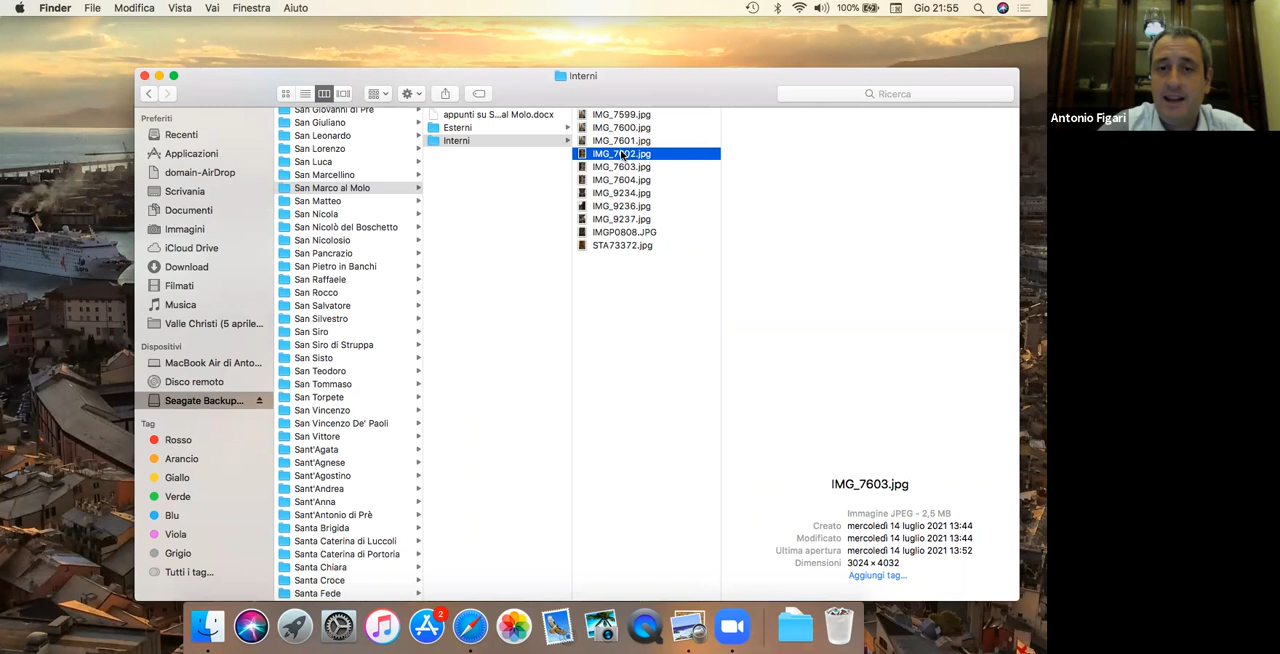 Finder File Modifica Vista Vai Finestra Aiuto 100% Gio 21:55
Interni
Ricerca
Preferiti
Recenti
Applicazioni
domain-AirDrop
Scrivania
Documenti
Immagini
iCloud Drive
Download
Filmati
Musica
Valle Christi (5 aprile...
Dispositivi
MacBook Air di Anto...
Disco remoto
Seagate Backup...
Tag
Rosso
Arancio
Giallo
Verde
Blu
Viola
Grigio
Tutti i tag...
San Giovanni di Prè
San Giuliano
San Leonardo
San Lorenzo
San Luca
San Marcellino
San Marco al Molo
San Matteo
San Nicola
San Nicolò del Boschetto
San Nicolosio
San Pancrazio
San Pietro in Banchi
San Raffaele
San Rocco
San Salvatore
San Silvestro
San Siro
San Siro di Struppa
San Sisto
San Teodoro
San Tommaso
San Torpete
San Vincenzo
San Vincenzo De' Paoli
San Vittore
Sant'Agata
Sant'Agnese
Sant'Agostino
Sant'Andrea
Sant'Anna
Sant'Antonio di Prè
Santa Brigida
Santa Caterina di Luccoli
Santa Caterina di Portoria
Santa Chiara
Santa Croce
Santa Fede
appunti su S...al Molo.docx
Esterni
Interni
IMG_7599.jpg
IMG_7600.jpg
IMG_7601.jpg
IMG_7602.jpg
IMG_7603.jpg
IMG_7604.jpg
IMG_9234.jpg
IMG_9236.jpg
IMG_9237.jpg
IMGP0808.JPG
STA73372.jpg
IMG_7603.jpg
Immagine JPEG - 2,5 MB
Creato mercoledì 14 luglio 2021 13:44
Modificato mercoledì 14 luglio 2021 13:44
Ultima apertura mercoledì 14 luglio 2021 13:52
Dimensioni 3024 × 4032
Aggiungi tag...
2
Antonio Figari